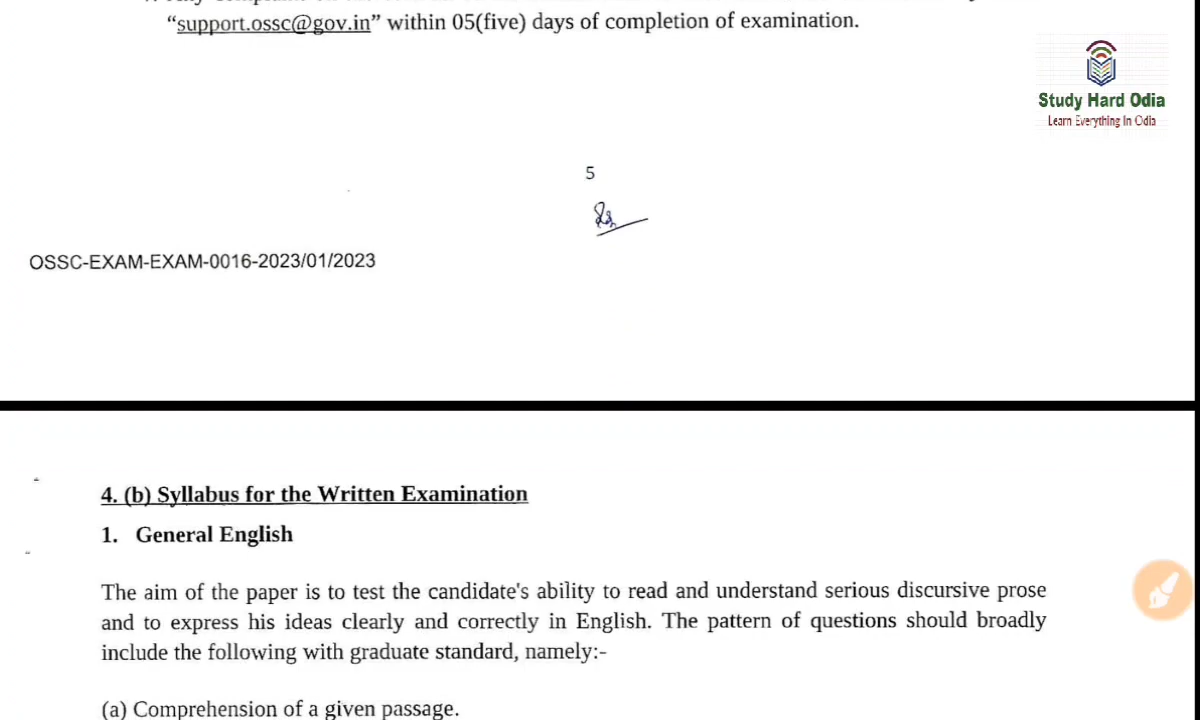 “support.ossc@gov.in” within 05(five) days of completion of examination.
Study Hard Odia
Learn Everything in Odia
5
OSSC-EXAM-EXAM-0016-2023/01/2023
4. (b) Syllabus for the Written Examination
1. General English
The aim of the paper is to test the candidate's ability to read and understand serious discursive prose
and to express his ideas clearly and correctly in English. The pattern of questions should broadly
include the following with graduate standard, namely:-
(a) Comprehension of a given passage.